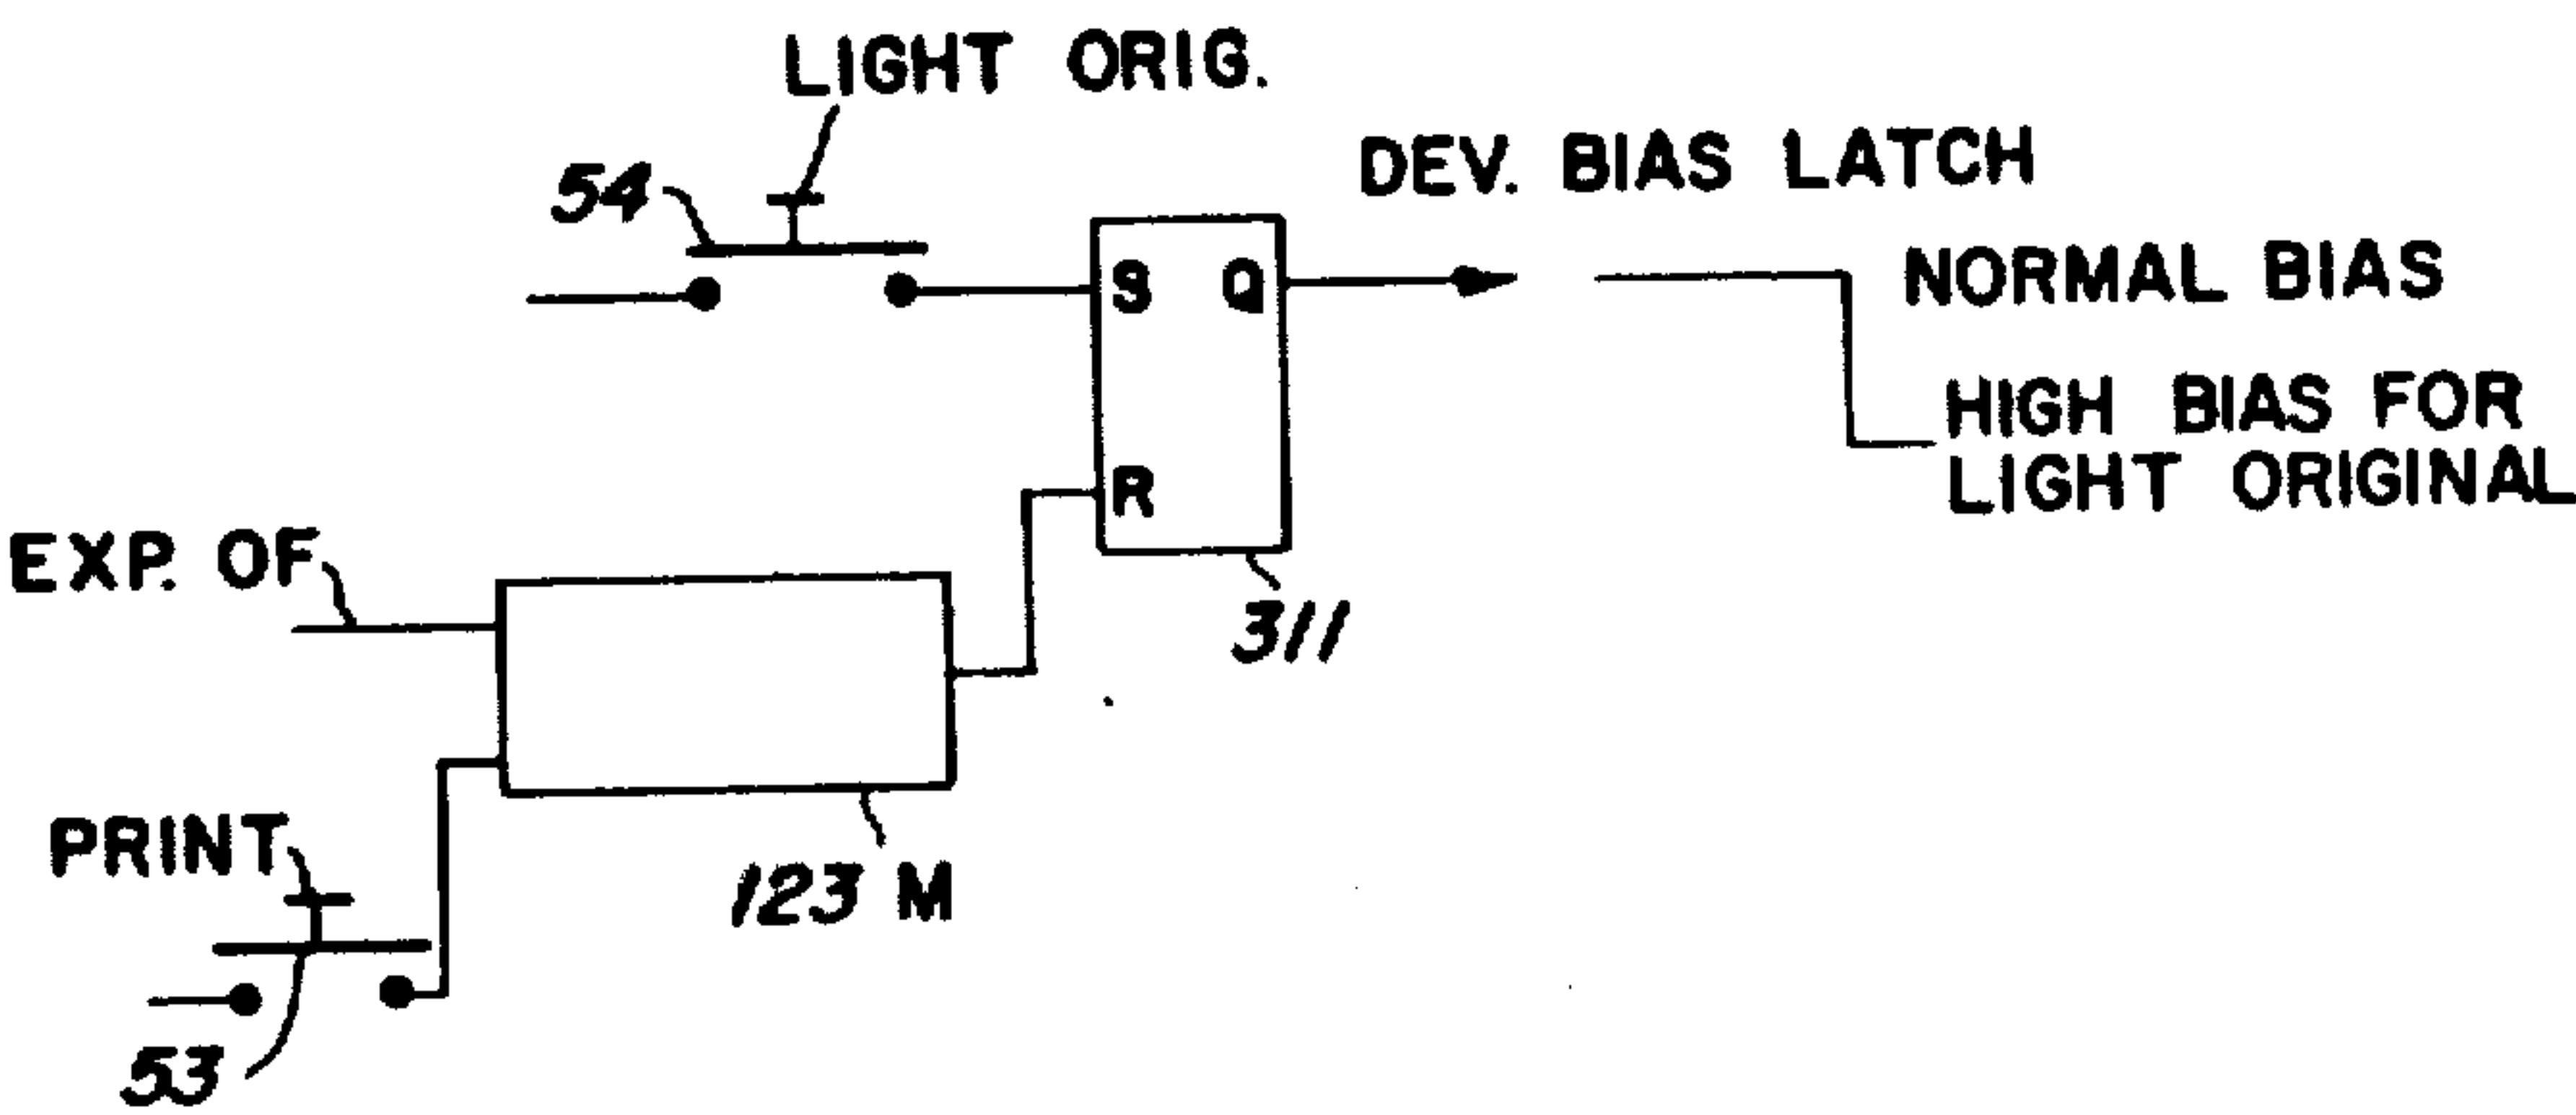 LIGHT ORIG.
54
DEV. BIAS LATCH
S Q
NORMAL BIAS
HIGH BIAS FOR
LIGHT ORIGINAL
R
EXP. OF
311
PRINT
123 M
53